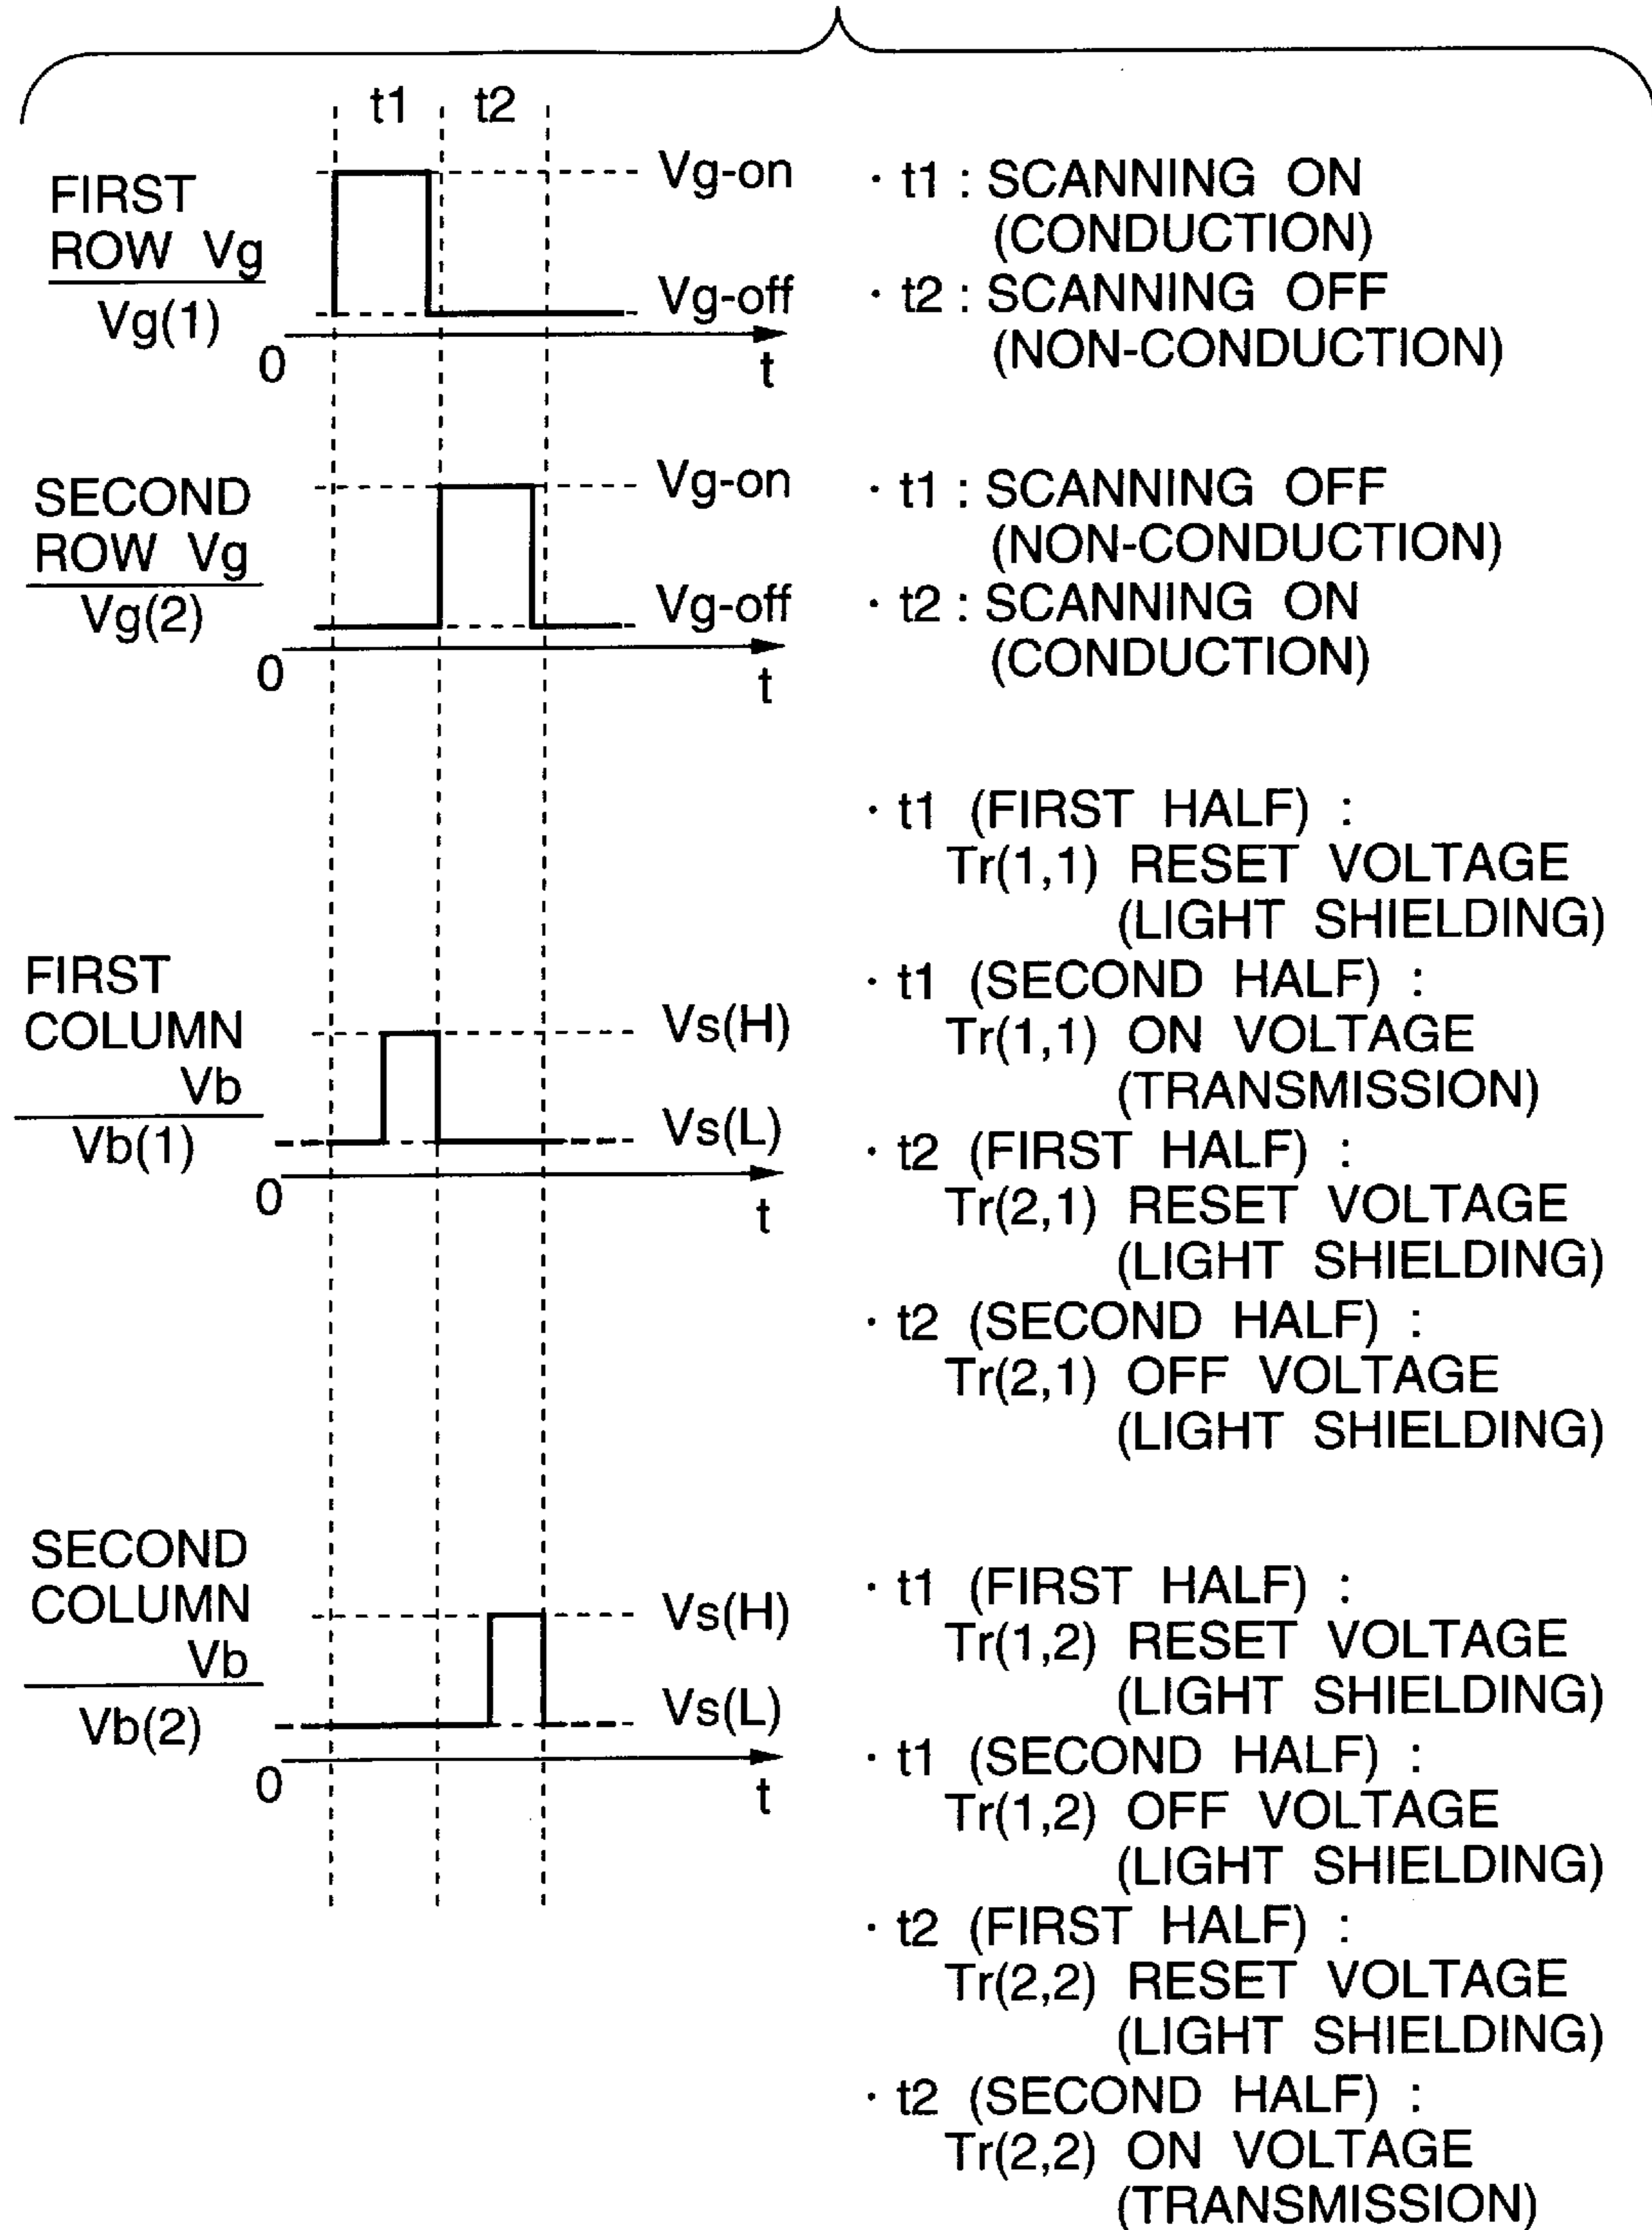 t1 t2
FIRST
ROW Vg
Vg(1)
Vg-on
Vg-off
0
t
· t1 : SCANNING ON
(CONDUCTION)
· t2 : SCANNING OFF
(NON-CONDUCTION)
SECOND
ROW Vg
Vg(2)
Vg-on
Vg-off
0
t
· t1 : SCANNING OFF
(NON-CONDUCTION)
· t2 : SCANNING ON
(CONDUCTION)
FIRST
COLUMN
Vb
Vb(1)
Vs(H)
Vs(L)
0
t
· t1 (FIRST HALF) :
Tr(1,1) RESET VOLTAGE
(LIGHT SHIELDING)
· t1 (SECOND HALF) :
Tr(1,1) ON VOLTAGE
(TRANSMISSION)
· t2 (FIRST HALF) :
Tr(2,1) RESET VOLTAGE
(LIGHT SHIELDING)
· t2 (SECOND HALF) :
Tr(2,1) OFF VOLTAGE
(LIGHT SHIELDING)
SECOND
COLUMN
Vb
Vb(2)
Vs(H)
Vs(L)
0
t
· t1 (FIRST HALF) :
Tr(1,2) RESET VOLTAGE
(LIGHT SHIELDING)
· t1 (SECOND HALF) :
Tr(1,2) OFF VOLTAGE
(LIGHT SHIELDING)
· t2 (FIRST HALF) :
Tr(2,2) RESET VOLTAGE
(LIGHT SHIELDING)
· t2 (SECOND HALF) :
Tr(2,2) ON VOLTAGE
(TRANSMISSION)